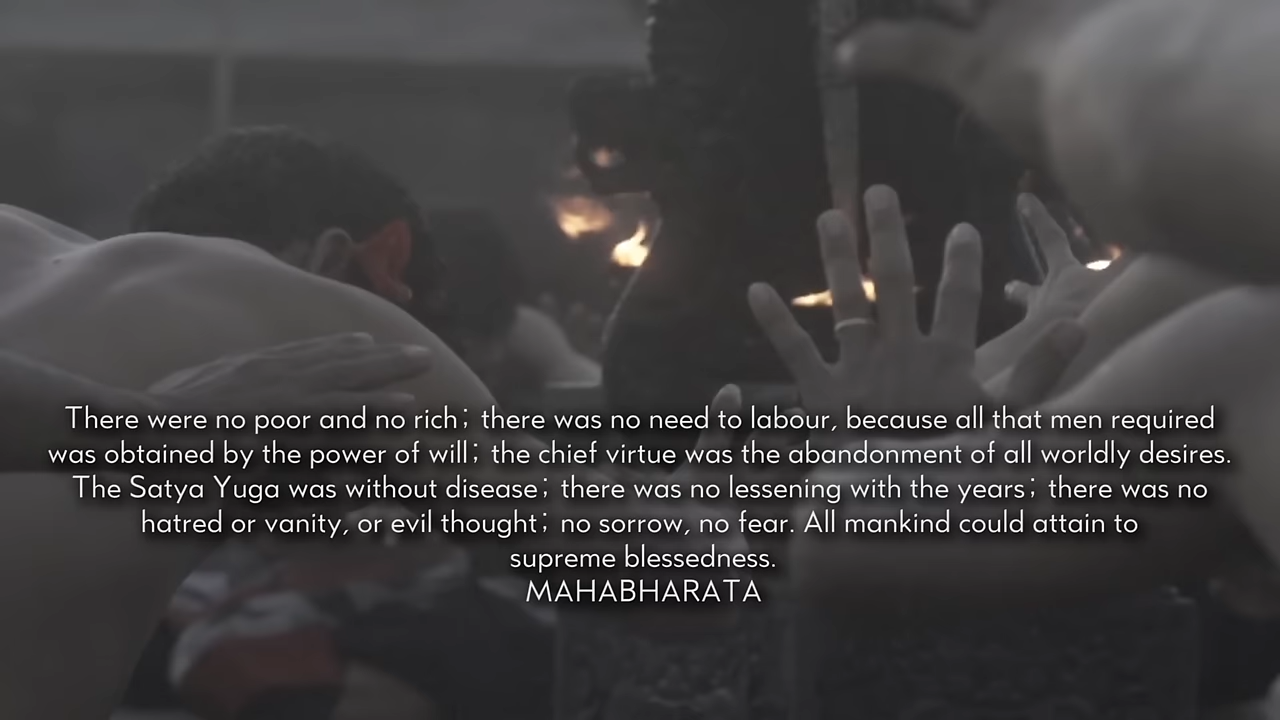 There were no poor and no rich; there was no need to labour, because all that men required
was obtained by the power of will; the chief virtue was the abandonment of all worldly desires.
The Satya Yuga was without disease; there was no lessening with the years; there was no
hatred or vanity, or evil thought; no sorrow, no fear. All mankind could attain to
supreme blessedness.
MAHABHARATA